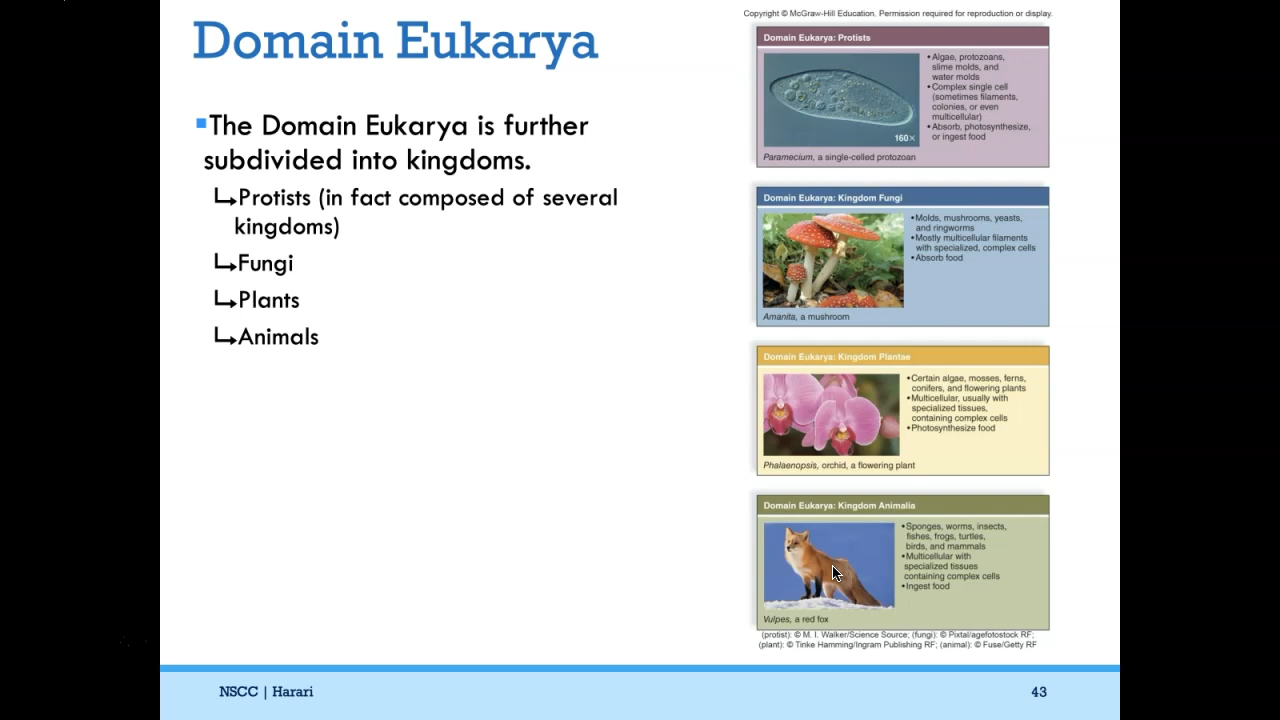 Domain Eukarya
▪The Domain Eukarya is further
subdivided into kingdoms.
↳Protists (in fact composed of several
kingdoms)
↳Fungi
↳Plants
↳Animals
Copyright © McGraw-Hill Education. Permission required for reproduction or display.
Domain Eukarya: Protists
•Algae, protozoans,
slime molds, and
water molds
•Complex single cell
(sometimes filaments,
colonies, or even
multicellular)
•Absorb, photosynthesize,
or ingest food
160×
Paramecium, a single-celled protozoan
Domain Eukarya: Kingdom Fungi
•Molds, mushrooms, yeasts,
and ringworms
•Mostly multicellular filaments
with specialized, complex cells
•Absorb food
Amanita, a mushroom
Domain Eukarya: Kingdom Plantae
•Certain algae, mosses, ferns,
conifers, and flowering plants
•Multicellular, usually with
specialized tissues,
containing complex cells
•Photosynthesize food
Phalaenopsis, orchid, a flowering plant
Domain Eukarya: Kingdom Animalia
•Sponges, worms, insects,
fishes, frogs, turtles,
birds, and mammals
•Multicellular with
specialized tissues
containing complex cells
•Ingest food
Vulpes, a red fox
(protist): © M. I. Walker/Science Source; (fungi): © Pixtal/agefotostock RF;
(plant): © Tinke Hamming/Ingram Publishing RF; (animal): © Fuse/Getty RF
NSCC | Harari
43